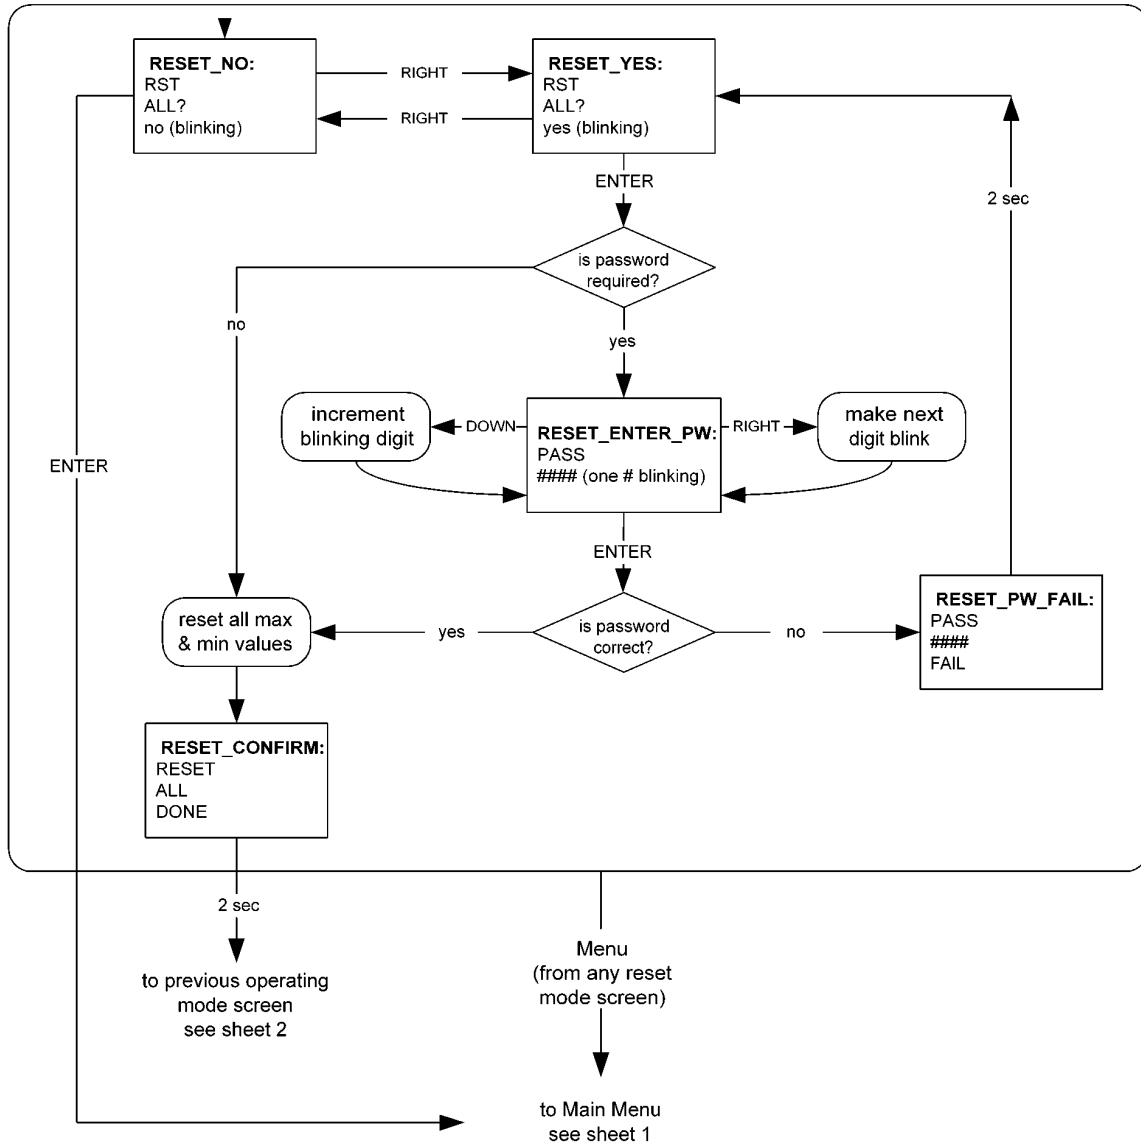 RESET_NO:
RST
ALL?
no (blinking)
RIGHT
RIGHT
RESET_YES:
RST
ALL?
yes (blinking)
ENTER
2 sec
is password
required?
no
yes
increment
blinking digit
DOWN
RESET_ENTER_PW:
PASS
#### (one # blinking)
RIGHT
make next
digit blink
ENTER
ENTER
reset all max
& min values
yes
is password
correct?
no
RESET_PW_FAIL:
PASS
####
FAIL
RESET_CONFIRM:
RESET
ALL
DONE
2 sec
to previous operating
mode screen
see sheet 2
Menu
(from any reset
mode screen)
to Main Menu
see sheet 1